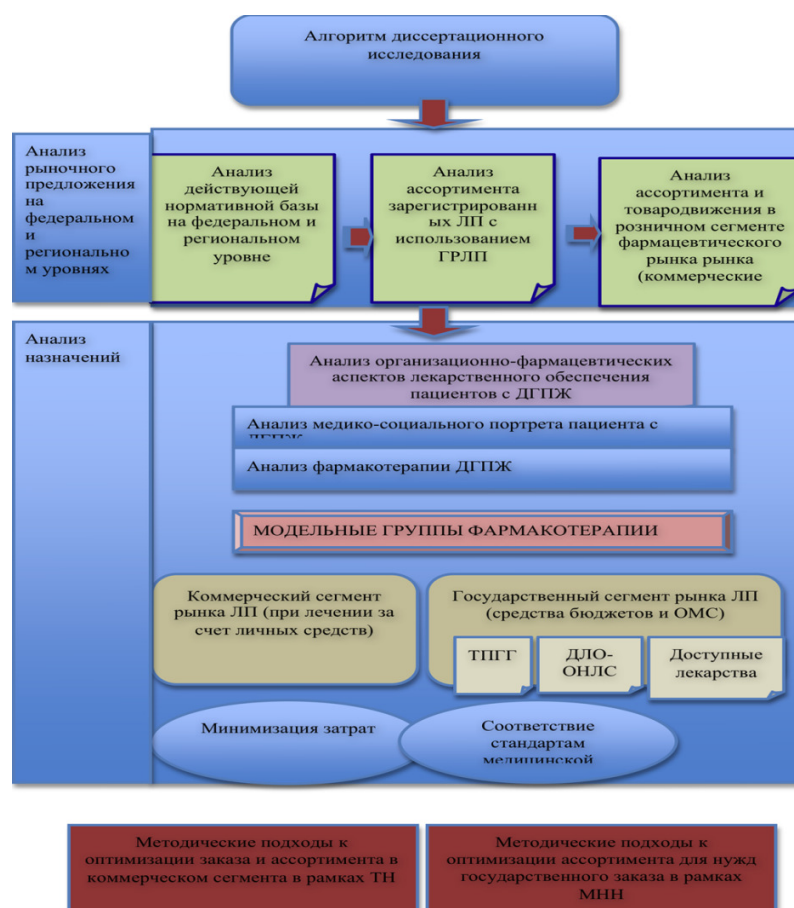 Алгоритм диссертационного
исследования
Анализ
рыночного
предложения
на
федеральном
и
регионально
м уровнях
Анализ
действующей
нормативной базы
на федеральном и
региональном
уровне
Анализ
ассортимента
зарегистрированн
ых ЛП с
использованием
ГРЛП
Анализ
ассортимента и
товародвижения в
розничном сегменте
фармацевтического
рынка рынка
(коммерческие
Анализ
назначений
Анализ организационно-фармацевтических
аспектов лекарственного обеспечения
пациентов с ДГПЖ
Анализ медико-социального портрета пациента с
ДГПЖ
Анализ фармакотерапии ДГПЖ
МОДЕЛЬНЫЕ ГРУППЫ ФАРМАКОТЕРАПИИ
Коммерческий сегмент
рынка ЛП (при лечении за
счет личных средств)
Государственный сегмент рынка ЛП
(средства бюджетов и ОМС)
ТПГГ
ДЛО-
ОНЛС
Доступные
лекарства
Минимизация затрат
Соответствие
стандартам
медицинской
Методические подходы к
оптимизации заказа и ассортимента в
коммерческом сегмента в рамках ТН
Методические подходы к
оптимизации ассортимента для нужд
государственного заказа в рамках
МНН